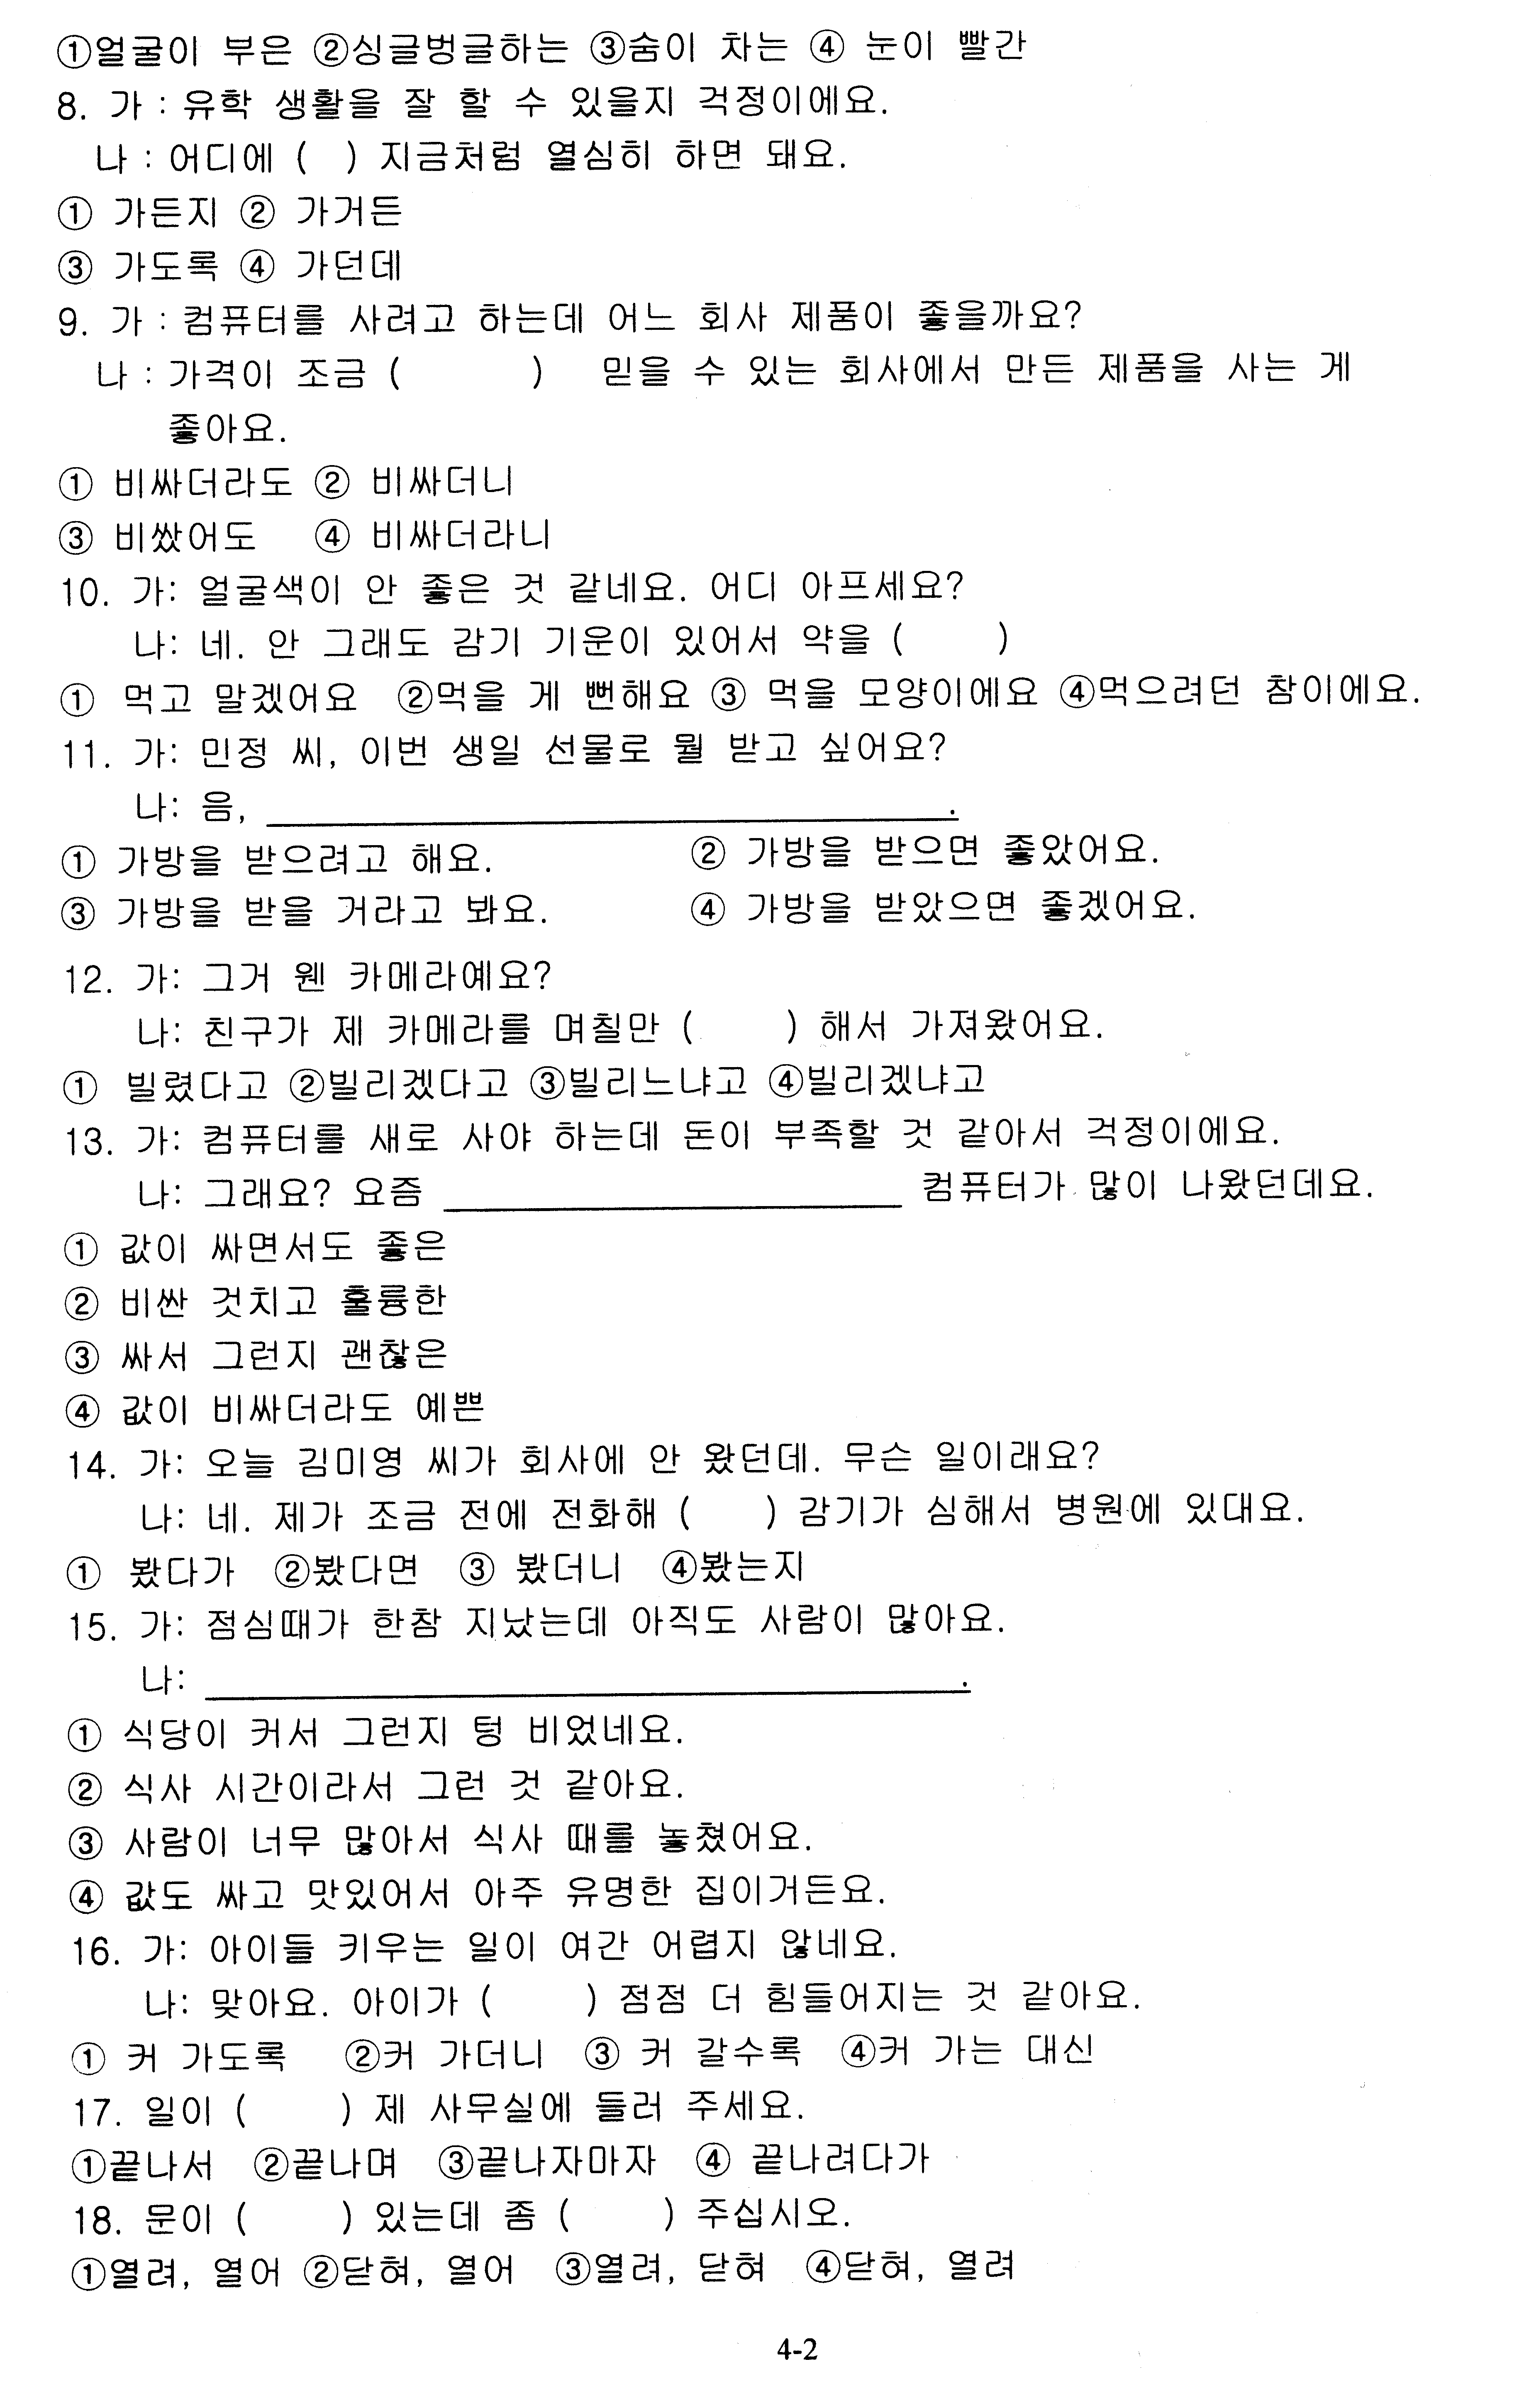 ①얼굴이 부은 ②싱글벙글하는 ③숨이 차는 ④ 눈이 빨간
8. 가 : 유학 생활을 잘 할 수 있을지 걱정이에요.
나 : 어디에 (  ) 지금처럼 열심히 하면 돼요.
① 가든지 ② 가거든
③ 가도록 ④ 가던데
9. 가 : 컴퓨터를 사려고 하는데 어느 회사 제품이 좋을까요?
나 : 가격이 조금 (       ) 믿을 수 있는 회사에서 만든 제품을 사는 게
좋아요.
① 비싸더라도 ② 비싸더니
③ 비쌌어도 ④ 비싸더라니
10. 가: 얼굴색이 안 좋은 것 같네요. 어디 아프세요?
나: 네. 안 그래도 감기 기운이 있어서 약을 (     )
① 먹고 말겠어요 ②먹을 게 뻔해요 ③ 먹을 모양이에요 ④먹으려던 참이에요.
11. 가: 민정 씨, 이번 생일 선물로 뭘 받고 싶어요?
나: 음, ____________________.
① 가방을 받으려고 해요. ② 가방을 받으면 좋았어요.
③ 가방을 받을 거라고 봐요. ④ 가방을 받았으면 좋겠어요.
12. 가: 그거 웬 카메라예요?
나: 친구가 제 카메라를 며칠만 (     ) 해서 가져왔어요.
① 빌렸다고 ②빌리겠다고 ③빌리느냐고 ④빌리겠냐고
13. 가: 컴퓨터를 새로 사야 하는데 돈이 부족할 것 같아서 걱정이에요.
나: 그래요? 요즘 ______________ 컴퓨터가 많이 나왔던데요.
① 값이 싸면서도 좋은
② 비싼 것치고 훌륭한
③ 싸서 그런지 괜찮은
④ 값이 비싸더라도 예쁜
14. 가: 오늘 김미영 씨가 회사에 안 왔던데. 무슨 일이래요?
나: 네. 제가 조금 전에 전화해 (    ) 감기가 심해서 병원에 있대요.
① 봤다가 ②봤다면 ③ 봤더니 ④봤는지
15. 가: 점심때가 한참 지났는데 아직도 사람이 많아요.
나: ______________________.
① 식당이 커서 그런지 텅 비었네요.
② 식사 시간이라서 그런 것 같아요.
③ 사람이 너무 많아서 식사 때를 놓쳤어요.
④ 값도 싸고 맛있어서 아주 유명한 집이거든요.
16. 가: 아이들 키우는 일이 여간 어렵지 않네요.
나: 맞아요. 아이가 (     ) 점점 더 힘들어지는 것 같아요.
① 커 가도록 ②커 가더니 ③ 커 갈수록 ④커 가는 대신
17. 일이 (     ) 제 사무실에 들러 주세요.
①끝나서 ②끝나며 ③끝나자마자 ④ 끝나려다가
18. 문이 (     ) 있는데 좀 (     ) 주십시오.
①열려, 열어 ②닫혀, 열어 ③열려, 닫혀 ④닫혀, 열려
4-2